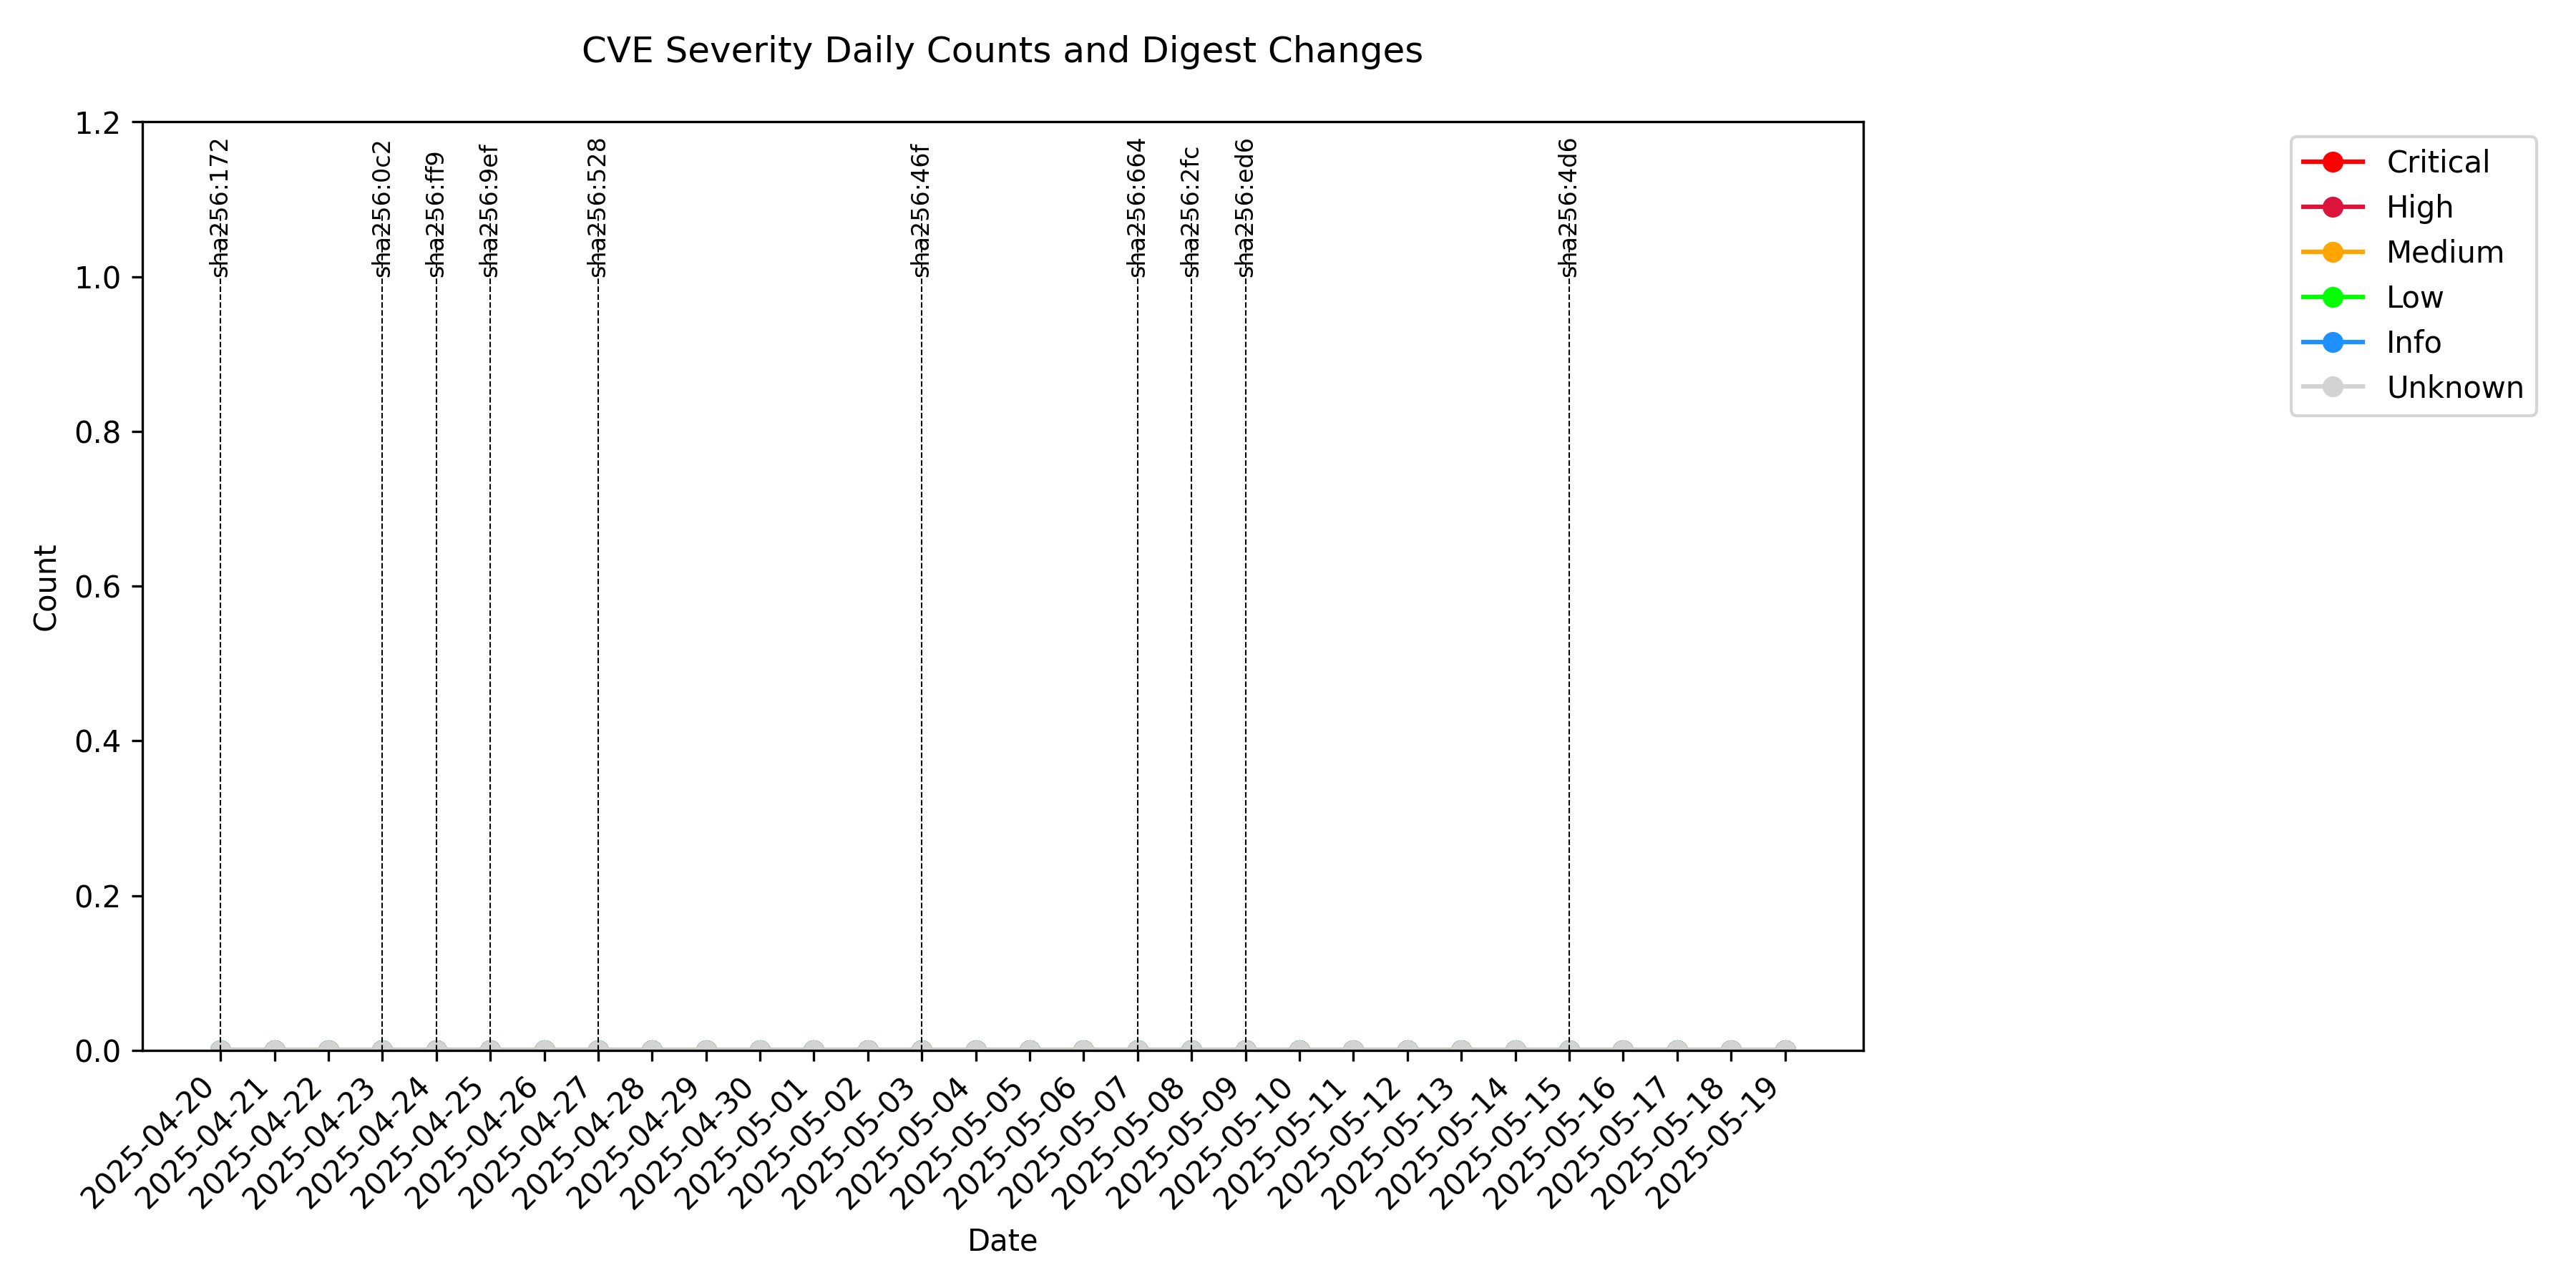 CVE Severity Daily Counts and Digest Changes
1.2
1.0
0.8
0.6
0.4
0.2
0.0
Count
sha256:172
sha256:0c2
sha256:ff9
sha256:9ef
sha256:528
sha256:46f
sha256:664
sha256:2fc
sha256:ed6
sha256:4d6
2025-04-20
2025-04-21
2025-04-22
2025-04-23
2025-04-24
2025-04-25
2025-04-26
2025-04-27
2025-04-28
2025-04-29
2025-04-30
2025-05-01
2025-05-02
2025-05-03
2025-05-04
2025-05-05
2025-05-06
2025-05-07
2025-05-08
2025-05-09
2025-05-10
2025-05-11
2025-05-12
2025-05-13
2025-05-14
2025-05-15
2025-05-16
2025-05-17
2025-05-18
2025-05-19
Date
Critical
High
Medium
Low
Info
Unknown